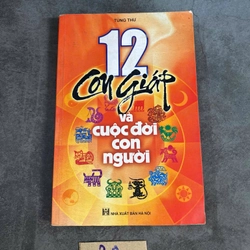 TÙNG THƯ
12
Con Giáp
và
cuộc đời
con
người
NHÀ XUẤT BẢN HÀ NỘI